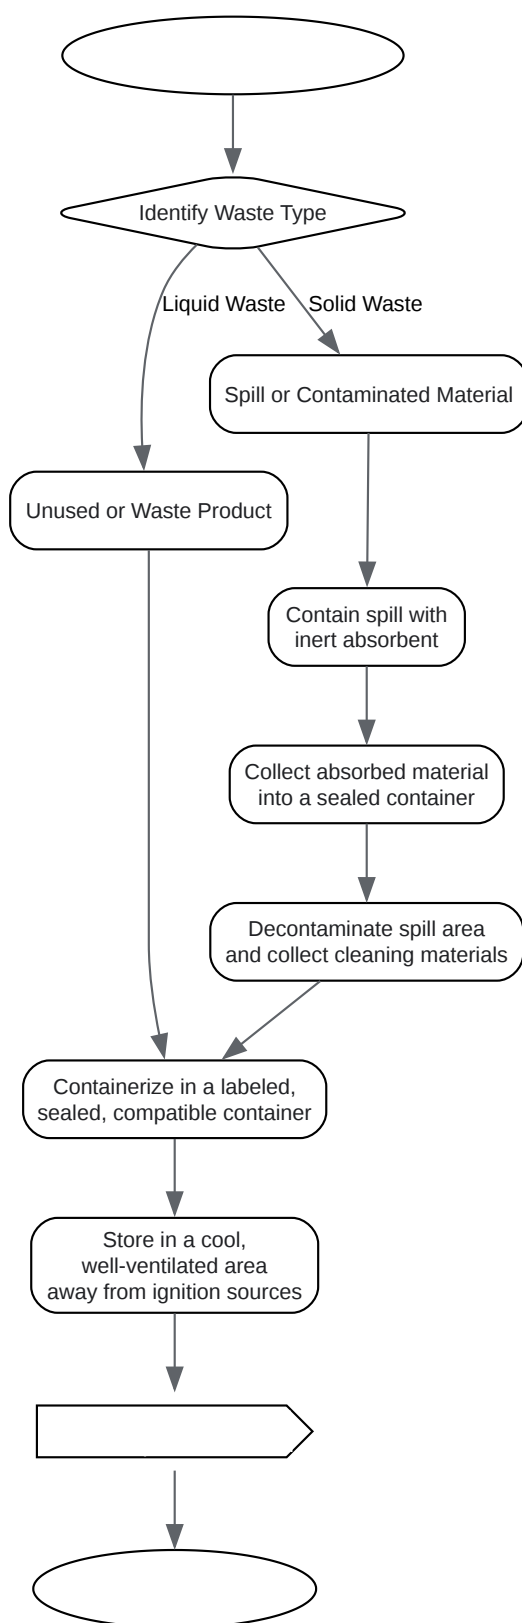 Identify Waste Type
Liquid Waste
Solid Waste
Spill or Contaminated Material
Unused or Waste Product
Contain spill with
inert absorbent
Collect absorbed material
into a sealed container
Decontaminate spill area
and collect cleaning materials
Containerize in a labeled,
sealed, compatible container
Store in a cool,
well-ventilated area
away from ignition sources